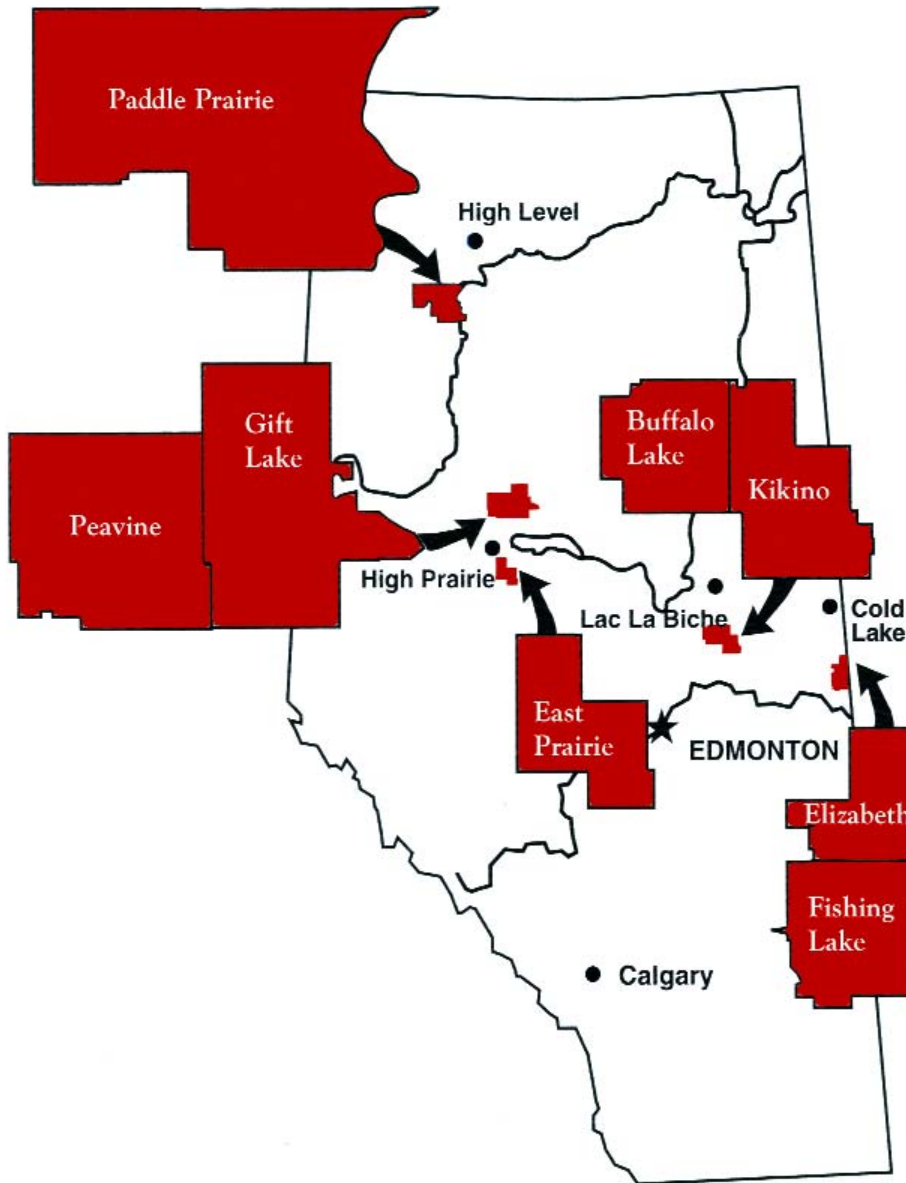 Paddle Prairie
High Level
Gift
Lake
Buffalo
Lake
Kikino
Peavine
High Prairie
Lac La Biche
Cold
Lake
East
Prairie
EDMONTON
Elizabeth
Fishing
Lake
Calgary